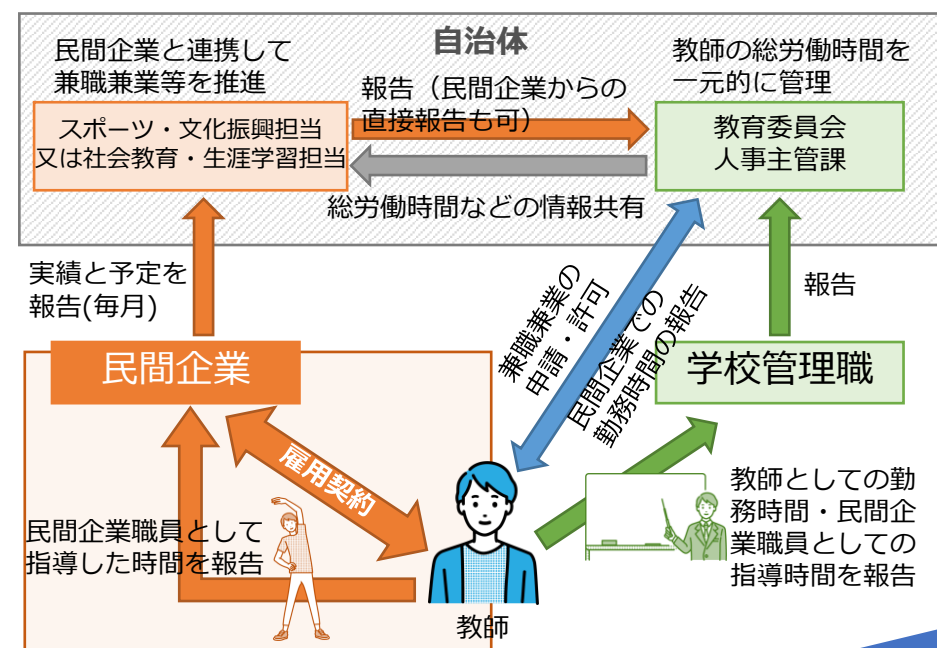 自治体
民間企業と連携して
兼職兼業等を推進
スポーツ・文化振興担当
又は社会教育・生涯学習担当
報告（民間企業からの
直接報告も可）
総労働時間などの情報共有
教師の総労働時間を
一元的に管理
教育委員会
人事主管課
実績と予定を
報告(毎月)
兼職兼業の
申請・許可
民間企業での
勤務時間の報告
報告
民間企業
学校管理職
雇用契約
民間企業職員として
指導した時間を報告
教師
教師としての勤
務時間・民間企
業職員としての
指導時間を報告